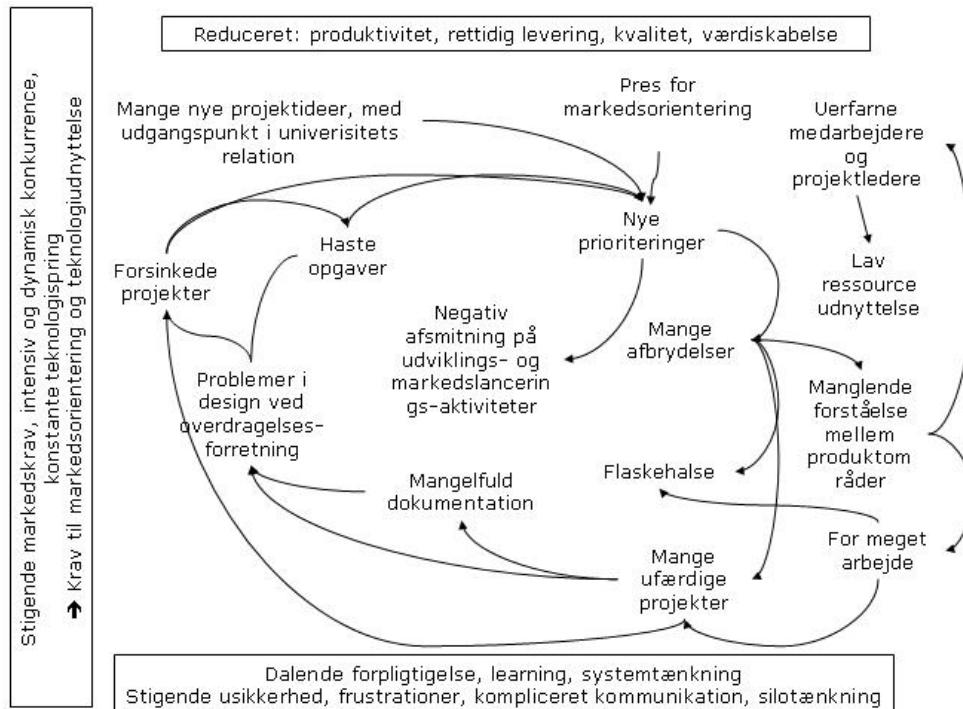 Stigende markedskrav, intensiv og dynamisk konkurrence,
konstante teknologispring
➔ Krav til markedsorientering og teknologiudnyttelse
Reduceret: produktivitet, rettidig levering, kvalitet, værdiskabelse
Mange nye projektideer, med
udgangspunkt i univerisitets
relation
Pres for
markedsorientering
Uerfarne
medarbejdere
og
projektledere
Forsinkede
projekter
Haste
opgaver
Nye
prioriteringer
Lav
ressource
udnyttelse
Negativ
afsmitning på
udviklings- og
markedslancerin
gs-aktiviteter
Mange
afbrydelser
Problemer i
design ved
overdragelses-
forretning
Manglende
forståelse
mellem
produktom
råder
Mangelfuld
dokumentation
Flaskehalse
Mange
ufærdige
projekter
For meget
arbejde
Dalende forpligtigelse, learning, systemtænkning
Stigende usikkerhed, frustrationer, kompliceret kommunikation, silotænkning